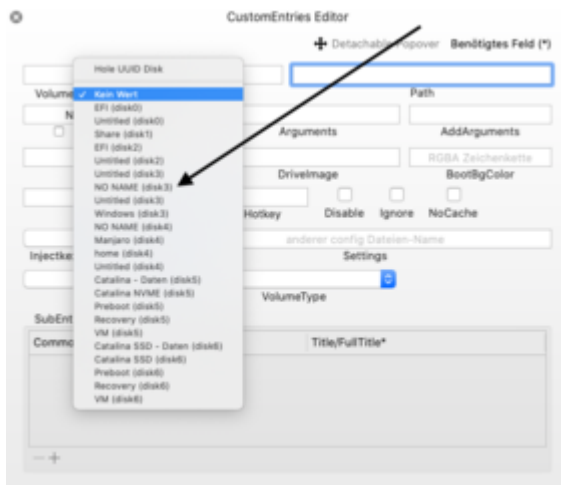 CustomEntries Editor
Detachable Popover Benötigtes Feld (*)
Hole UUID Disk
Volume
Kein Wert
Path
EFI (disk0)
Untitled (disk0)
Share (disk1)
Arguments
AddArguments
EFI (disk2)
Untitled (disk2)
Untitled (disk3)
RGBA Zeichenkette
DriveImage
BootBgColor
NO NAME (disk3)
Untitled (disk3)
Windows (disk3)
Hotkey Disable Ignore NoCache
NO NAME (disk4)
Manjaro (disk4)
anderer config Dateien-Name
home (disk4)
Settings
Untitled (disk4)
Catalina - Daten (disk5)
Catalina NVME (disk5)
VolumeType
Preboot (disk5)
Recovery (disk5)
VM (disk5)
Catalina SSD - Daten (disk6)
Title/FullTitle*
Catalina SSD (disk6)
Preboot (disk6)
Recovery (disk6)
VM (disk6)